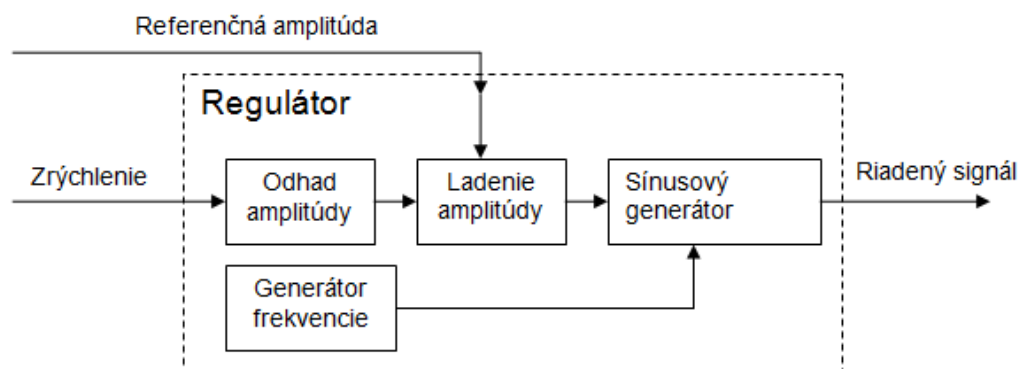 Referenčná amplitúda
Regulátor
Zrýchlenie
Odhad
amplitúdy
Ladenie
amplitúdy
Sínusový
generátor
Riadený signál
Generátor
frekvencie